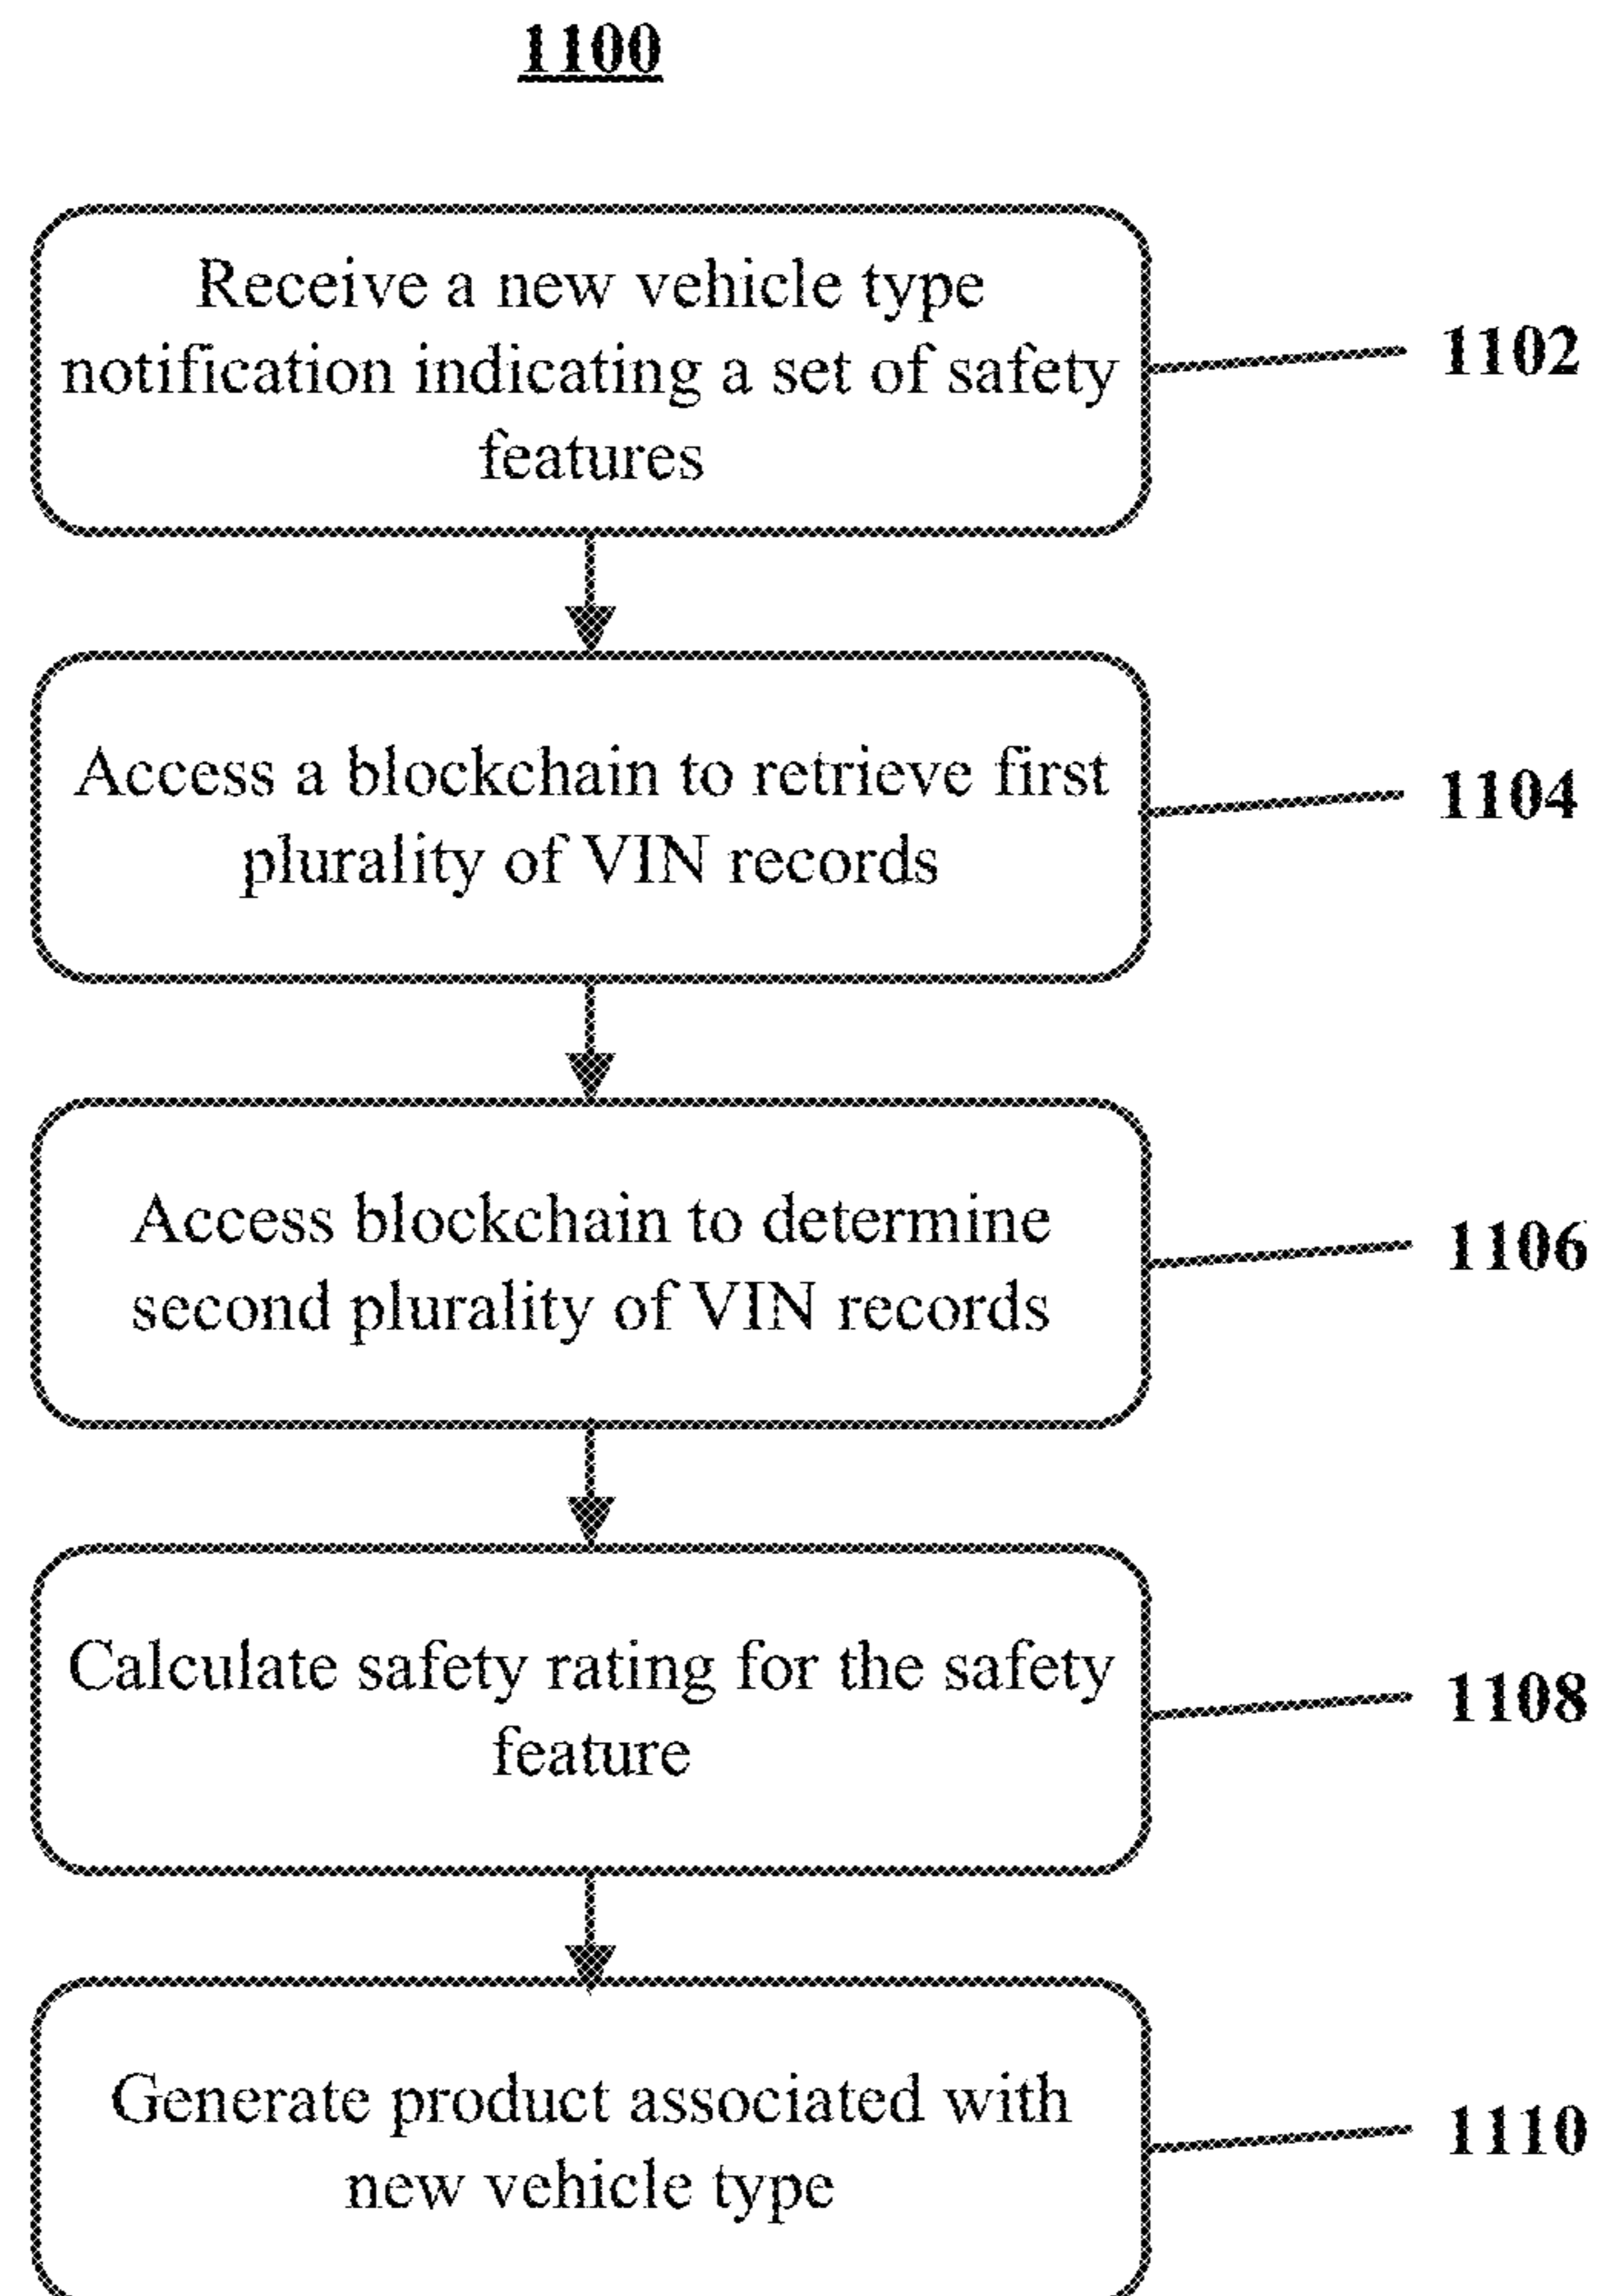 1100
Receive a new vehicle type
notification indicating a set of safety
features
1102
Access a blockchain to retrieve first
plurality of VIN records
1104
Access blockchain to determine
second plurality of VIN records
1106
Calculate safety rating for the safety
feature
1108
Generate product associated with
new vehicle type
1110